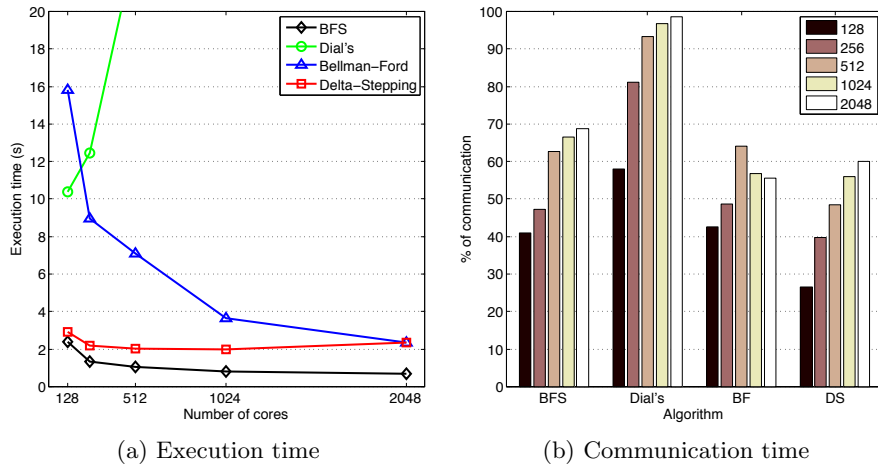 20
18
16
14
12
10
8
6
4
2
0
Execution time (s)
128
512
1024
2048
Number of cores
BFS
Dial's
Bellman−Ford
Delta−Stepping
(a) Execution time
100
90
80
70
60
50
40
30
20
10
0
% of communication
BFS
Dial's
BF
DS
Algorithm
128
256
512
1024
2048
(b) Communication time